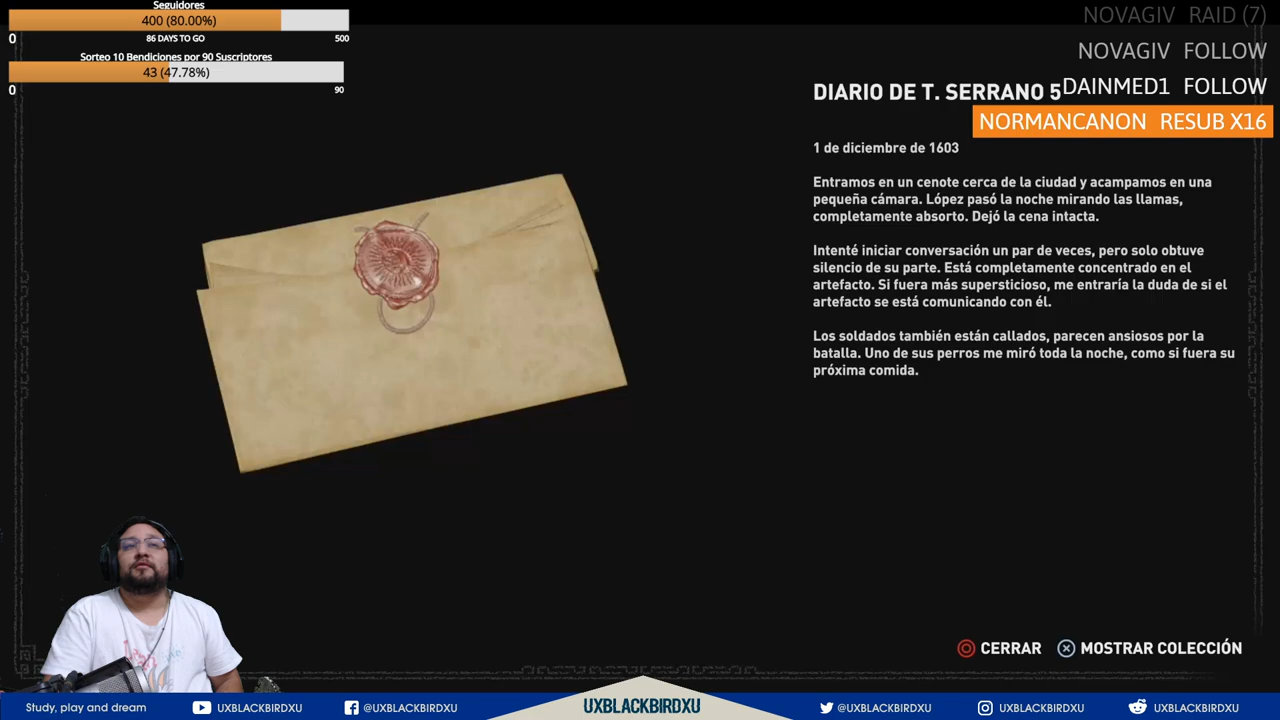 Seguidores
400 (80.00%)
0 86 DAYS TO GO 500
Sorteo 10 Bendiciones por 90 Suscriptores
43 (47.78%)
0 90
NOVAGIV RAID (7)
NOVAGIV FOLLOW
DAINMED1 FOLLOW
NORMANCANON RESUB X16
DIARIO DE T. SERRANO 5
1 de diciembre de 1603
Entramos en un cenote cerca de la ciudad y acampamos en una
pequeña cámara. López pasó la noche mirando las llamas,
completamente absorto. Dejó la cena intacta.
Intenté iniciar conversación un par de veces, pero solo obtuve
silencio de su parte. Está completamente concentrado en el
artefacto. Si fuera más supersticioso, me entraría la duda de si el
artefacto se está comunicando con él.
Los soldados también están callados, parecen ansiosos por la
batalla. Uno de sus perros me miró toda la noche, como si fuera su
próxima comida.
CERRAR MOSTRAR COLECCIÓN
Study, play and dream UXBLACKBIRDXU @UXBLACKBIRDXU UXBLACKBIRDXU @UXBLACKBIRDXU UXBLACKBIRDXU UXBLACKBIRDXU